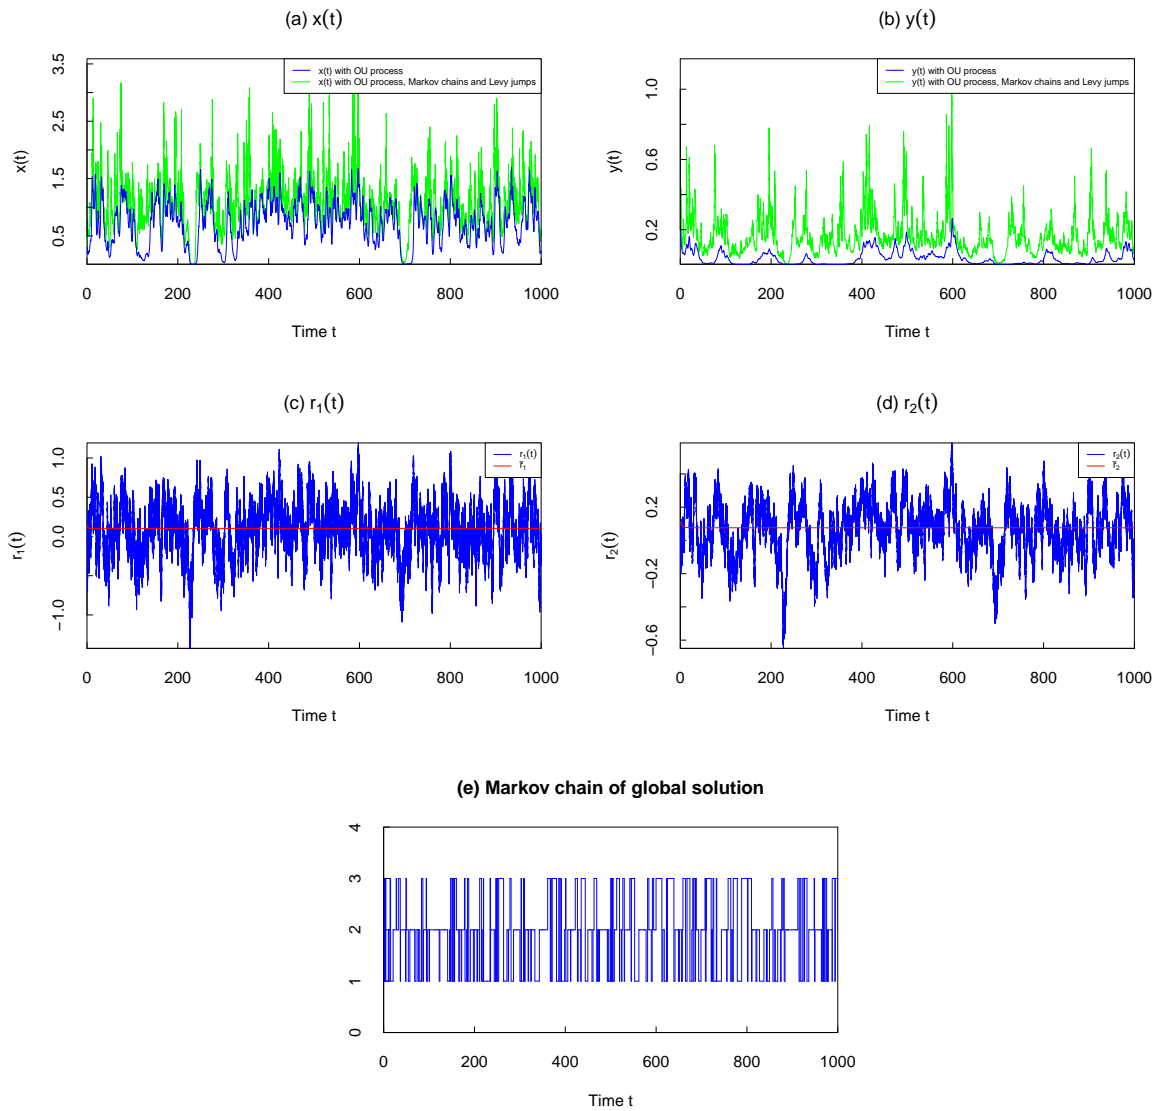 (a) x(t)
x(t)
0.5 1.5 2.5 3.5
x(t) with OU process
x(t) with OU process, Markov chains and Levy jumps
0 200 400 600 800 1000
Time t
(b) y(t)
y(t)
0.2 0.6 1.0
y(t) with OU process
y(t) with OU process, Markov chains and Levy jumps
0 200 400 600 800 1000
Time t
(c) r₁(t)
r₁(t)
−1.0 0.0 0.5 1.0
r₁(t)
r̄₁
0 200 400 600 800 1000
Time t
(d) r₂(t)
r₂(t)
−0.6 −0.2 0.2
r₂(t)
r̄₂
0 200 400 600 800 1000
Time t
(e) Markov chain of global solution
0 1 2 3 4
0 200 400 600 800 1000
Time t